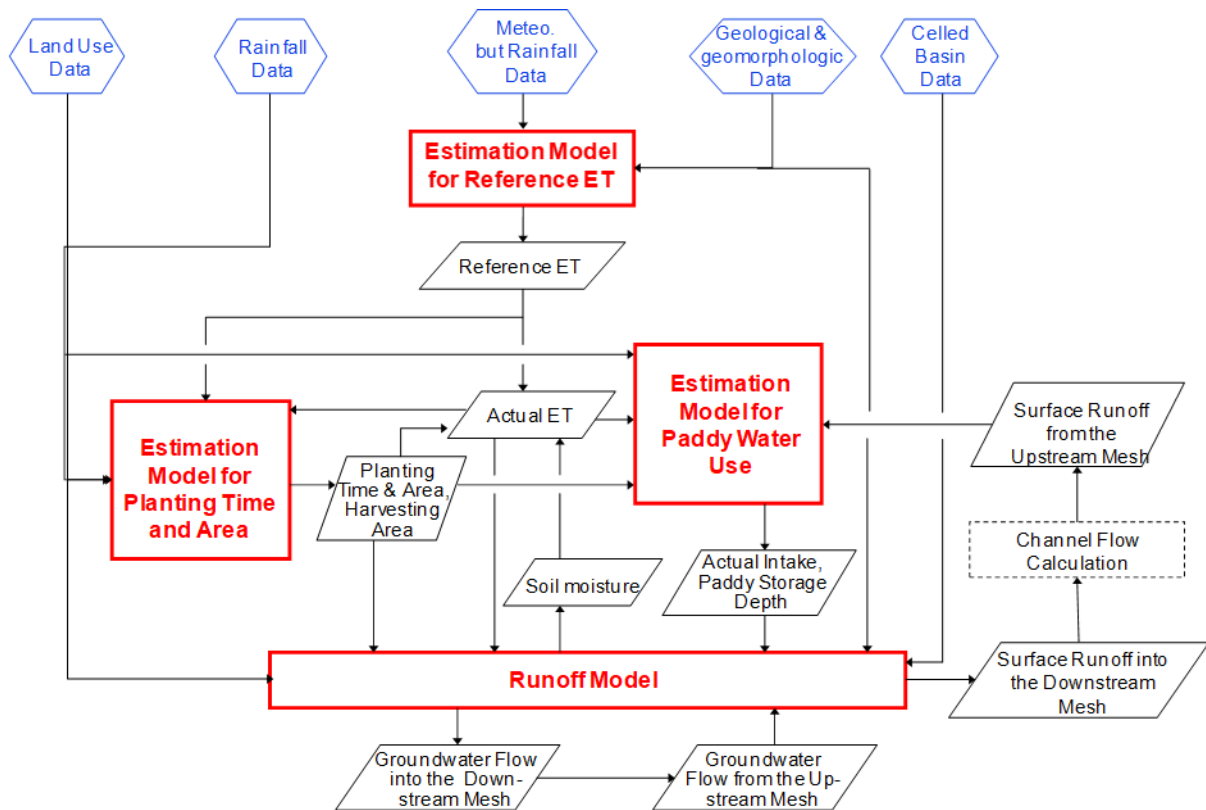 Land Use
Data
Rainfall
Data
Meteo.
but Rainfall
Data
Geological &
geomorphologic
Data
Celled
Basin
Data
Estimation Model
for Reference ET
Reference ET
Estimation
Model for
Planting Time
and Area
Planting
Time & Area,
Harvesting
Area
Actual ET
Estimation
Model for
Paddy Water
Use
Surface Runoff
from the
Upstream Mesh
Channel Flow
Calculation
Soil moisture
Actual Intake,
Paddy Storage
Depth
Runoff Model
Surface Runoff into
the Downstream
Mesh
Groundwater Flow
into the Down-
stream Mesh
Groundwater
Flow from the Up-
stream Mesh